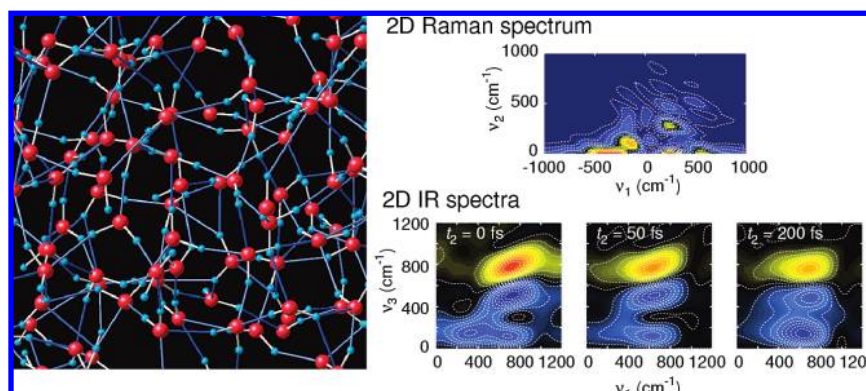 2D Raman spectrum
1000
500
0
ν₂ (cm⁻¹)
-1000 -500 0 500 1000
ν₁ (cm⁻¹)
2D IR spectra
1200
800
400
0
ν₃ (cm⁻¹)
t₂ = 0 fs t₂ = 50 fs t₂ = 200 fs
0 400 800 1200 0 400 800 1200 0 400 800 120
ν₁ (cm⁻¹)